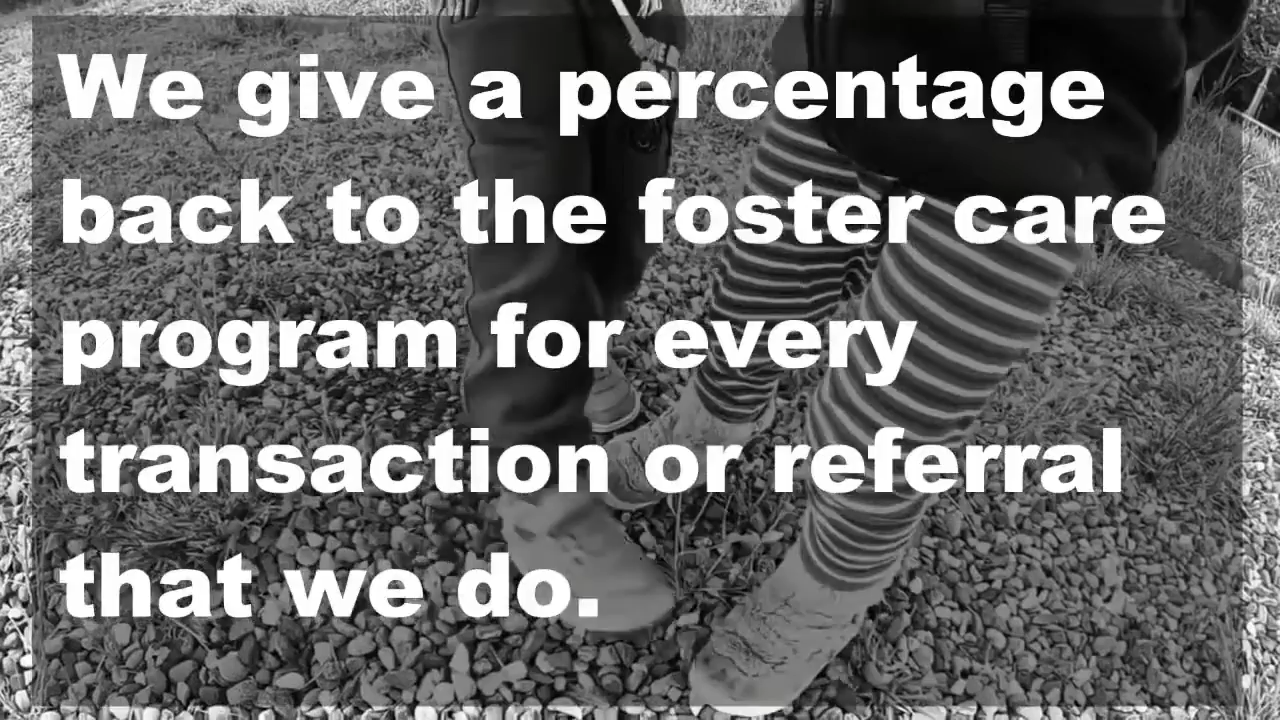 We give a percentage
back to the foster care
program for every
transaction or referral
that we do.